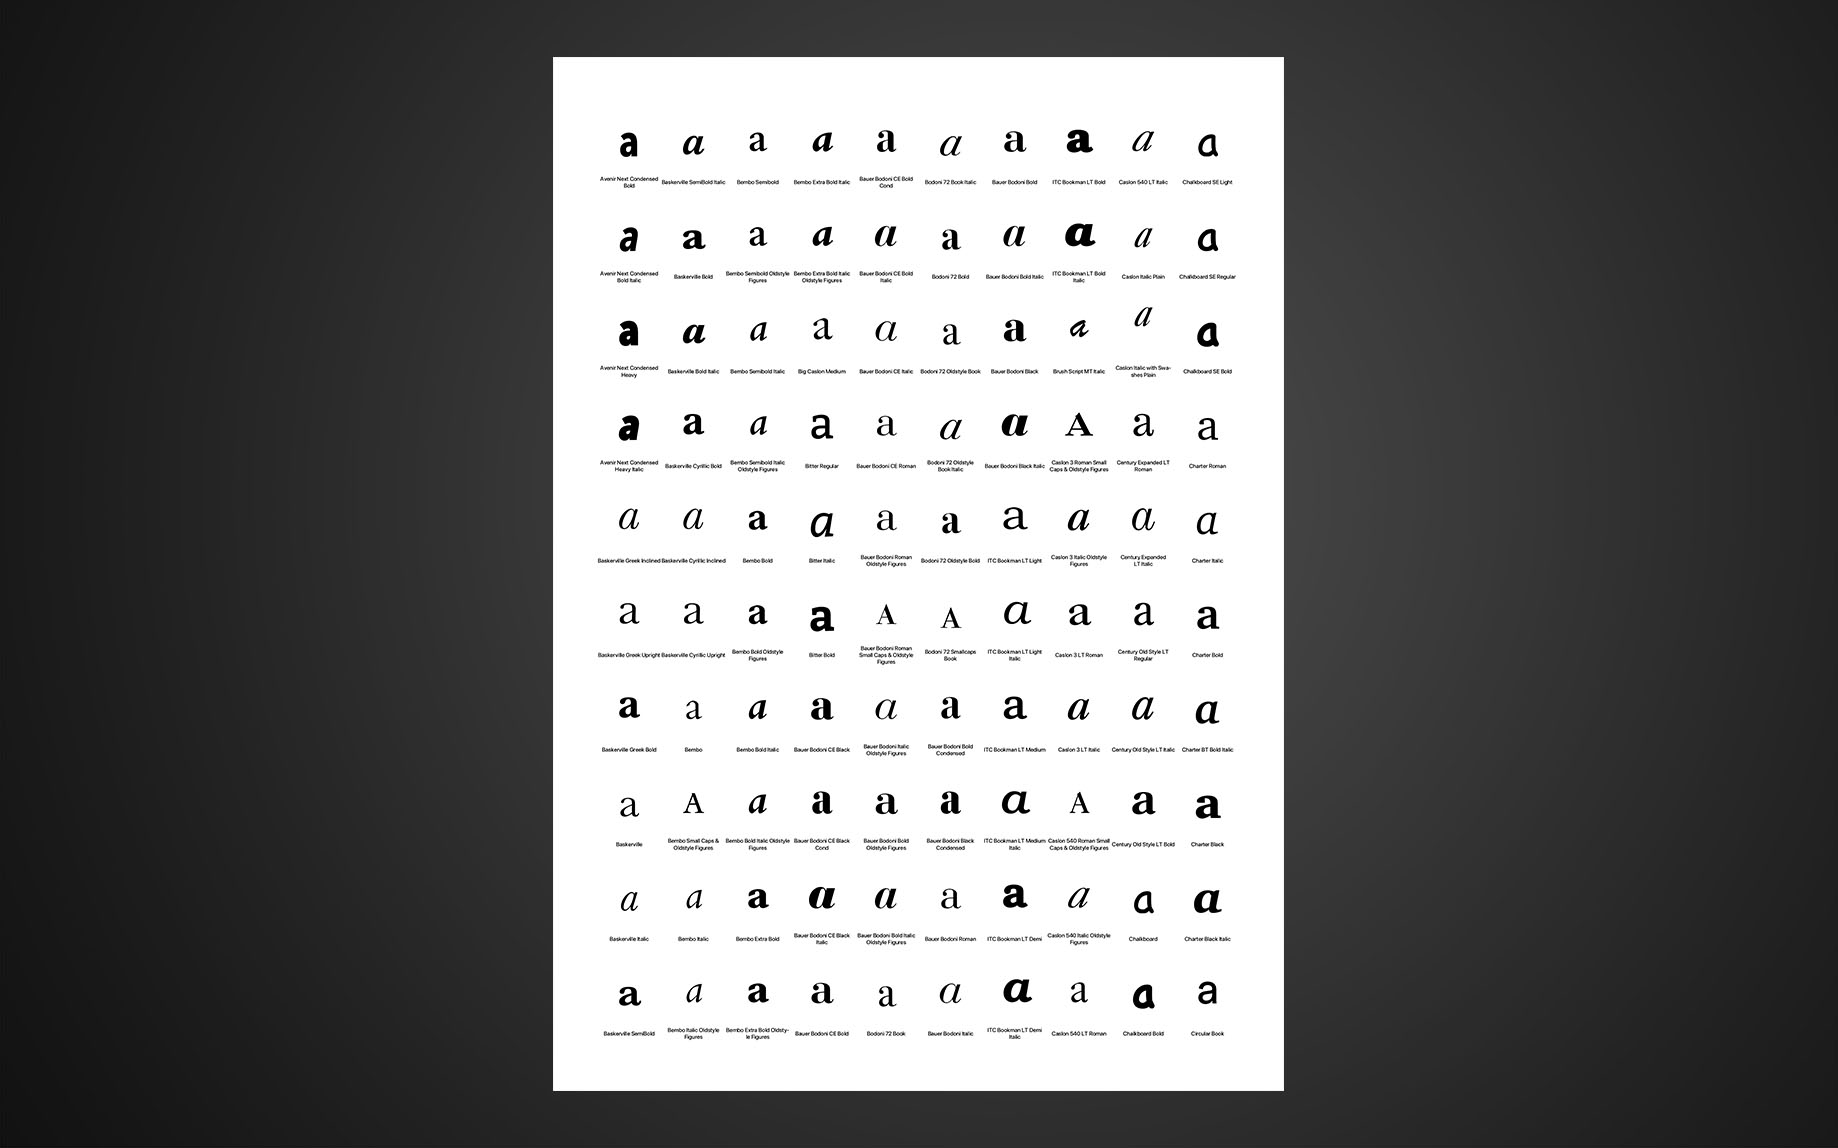 a a a a a a a a a a
Avenir Next Condensed Baskerville SemiBold Italic Bembo Semibold Bembo Extra Bold Italic Bauer Bodoni CE Bold Bodoni 72 Book Italic Bauer Bodoni Bold ITC Bookman LT Bold Caslon 540 LT Italic Chalkboard SE Light
Bold Cond
a a a a a a a a a a
Avenir Next Condensed Baskerville Bold Bembo Semibold Oldstyle Bembo Extra Bold Italic Bauer Bodoni CE Bold Bodoni 72 Bold Bauer Bodoni Bold Italic ITC Bookman LT Bold Caslon Italic Plain Chalkboard SE Regular
Bold Italic Figures Oldstyle Figures Italic Italic
a a a a a a a a a a
Avenir Next Condensed Baskerville Bold Italic Bembo Semibold Italic Big Caslon Medium Bauer Bodoni CE Italic Bodoni 72 Oldstyle Book Bauer Bodoni Black Brush Script MT Italic Caslon Italic with Swa- Chalkboard SE Bold
Heavy shes Plain
a a a a a a a A a a
Avenir Next Condensed Baskerville Cyrillic Bold Bembo Semibold Italic Bitter Regular Bauer Bodoni CE Roman Bodoni 72 Oldstyle Bauer Bodoni Black Italic Caslon 3 Roman Small Century Expanded LT Charter Roman
Heavy Italic Oldstyle Figures Book Italic Caps & Oldstyle Figures Roman
a a a a a a a a a a
Baskerville Greek Inclined Baskerville Cyrillic Inclined Bembo Bold Bitter Italic Bauer Bodoni Roman Bodoni 72 Oldstyle Bold ITC Bookman LT Light Caslon 3 Italic Oldstyle Century Expanded Charter Italic
Oldstyle Figures Figures LT Italic
a a a a A A a a a a
Baskerville Greek Upright Baskerville Cyrillic Upright Bembo Bold Oldstyle Bitter Bold Bauer Bodoni Roman Bodoni 72 Smallcaps ITC Bookman LT Light Caslon 3 LT Roman Century Old Style LT Charter Bold
Figures Small Caps & Oldstyle Book Italic Regular
Figures
a a a a a a a a a a
Baskerville Greek Bold Bembo Bembo Bold Italic Bauer Bodoni CE Black Bauer Bodoni Italic Bauer Bodoni Bold ITC Bookman LT Medium Caslon 3 LT Italic Century Old Style LT Italic Charter BT Bold Italic
Oldstyle Figures Condensed
a A a a a a a A a a
Baskerville Bembo Small Caps & Bembo Bold Italic Oldstyle Bauer Bodoni CE Black Bauer Bodoni Bold Bauer Bodoni Black ITC Bookman LT Medium Caslon 540 Roman Small Century Old Style LT Bold Charter Black
Oldstyle Figures Figures Cond Oldstyle Figures Condensed Italic Caps & Oldstyle Figures
a a a a a a a a a a
Baskerville Italic Bembo Italic Bembo Extra Bold Bauer Bodoni CE Black Bauer Bodoni Bold Italic Bauer Bodoni Roman ITC Bookman LT Demi Caslon 540 Italic Oldstyle Chalkboard Charter Black Italic
Italic Oldstyle Figures Figures
a a a a a a a a a a
Baskerville SemiBold Bembo Italic Oldstyle Bembo Extra Bold Oldsty- Bauer Bodoni CE Bold Bodoni 72 Book Bauer Bodoni Italic ITC Bookman LT Demi Caslon 540 LT Roman Chalkboard Bold Circular Book
Figures le Figures Italic